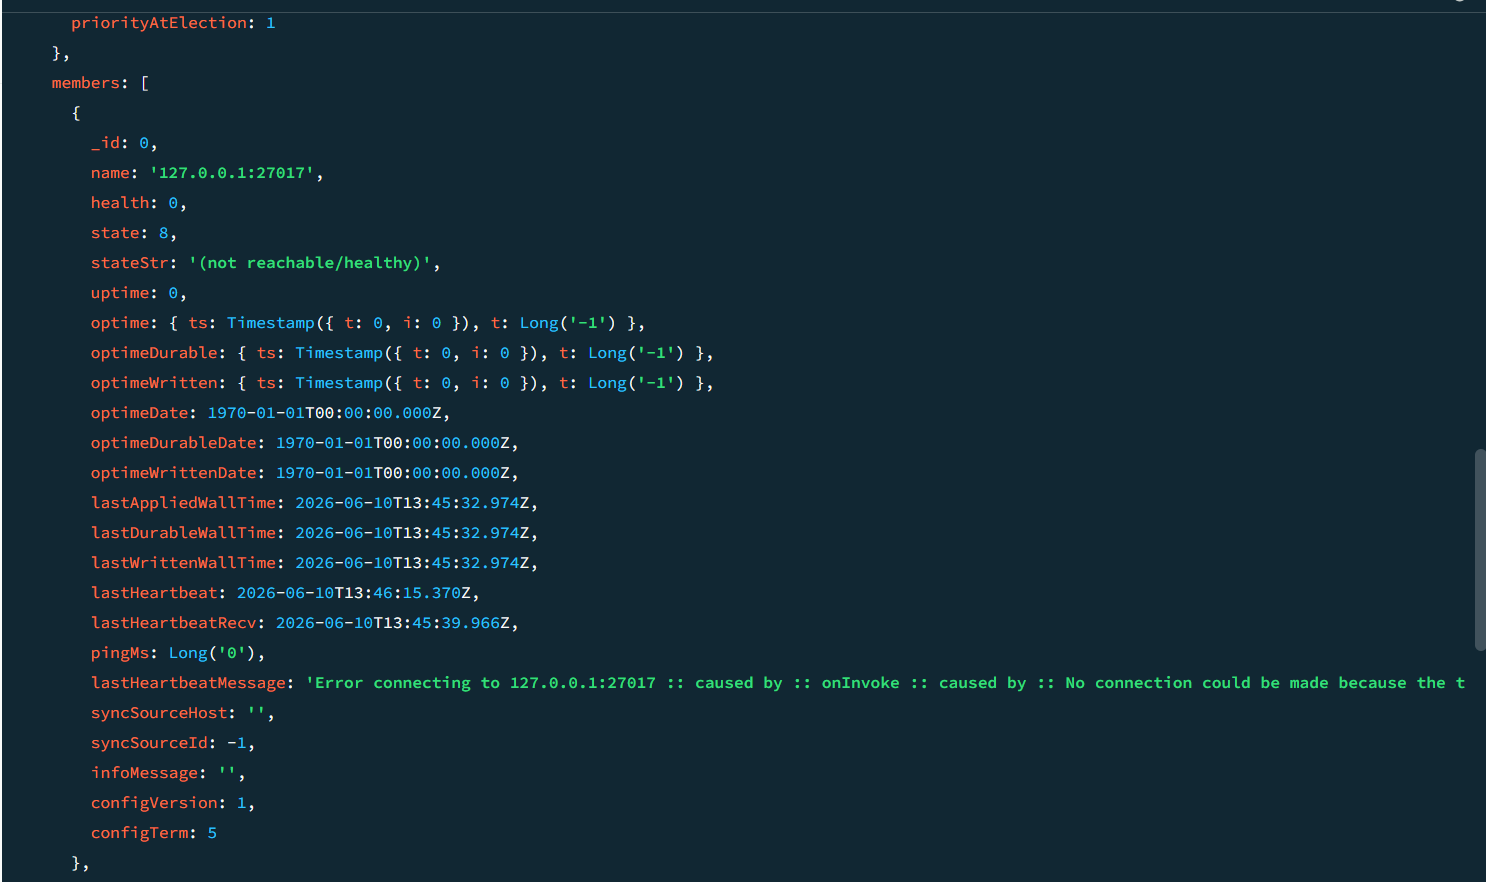 priorityAtElection: 1
},
members: [
{
_id: 0,
name: '127.0.0.1:27017',
health: 0,
state: 8,
stateStr: '(not reachable/healthy)',
uptime: 0,
optime: { ts: Timestamp({ t: 0, i: 0 }), t: Long('-1') },
optimeDurable: { ts: Timestamp({ t: 0, i: 0 }), t: Long('-1') },
optimeWritten: { ts: Timestamp({ t: 0, i: 0 }), t: Long('-1') },
optimeDate: 1970-01-01T00:00:00.000Z,
optimeDurableDate: 1970-01-01T00:00:00.000Z,
optimeWrittenDate: 1970-01-01T00:00:00.000Z,
lastAppliedWallTime: 2026-06-10T13:45:32.974Z,
lastDurableWallTime: 2026-06-10T13:45:32.974Z,
lastWrittenWallTime: 2026-06-10T13:45:32.974Z,
lastHeartbeat: 2026-06-10T13:46:15.370Z,
lastHeartbeatRecv: 2026-06-10T13:45:39.966Z,
pingMs: Long('0'),
lastHeartbeatMessage: 'Error connecting to 127.0.0.1:27017 :: caused by :: onInvoke :: caused by :: No connection could be made because the t
syncSourceHost: '',
syncSourceId: -1,
infoMessage: '',
configVersion: 1,
configTerm: 5
},